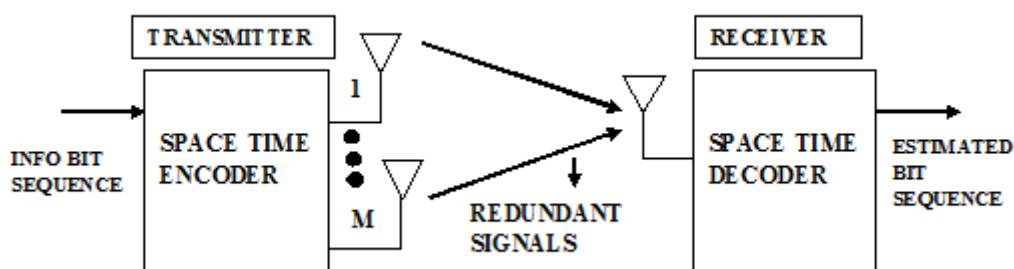 TRANSMITTER
RECEIVER
1
M
INFO BIT
SEQUENCE
SPACE TIME
ENCODER
REDUNDANT
SIGNALS
SPACE TIME
DECODER
ESTIMATED
BIT
SEQUENCE